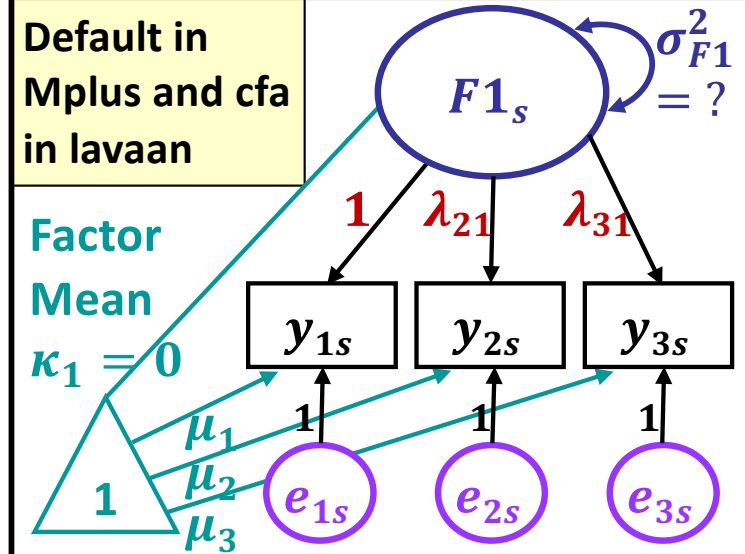 Default in
Mplus and cfa
in lavaan
F1ₛ
σ²F1
= ?
1 λ₂₁ λ₃₁
Factor
Mean
κ₁ = 0
y₁ₛ y₂ₛ y₃ₛ
μ₁
μ₂
μ₃
1 1 1
1
e₁ₛ e₂ₛ e₃ₛ